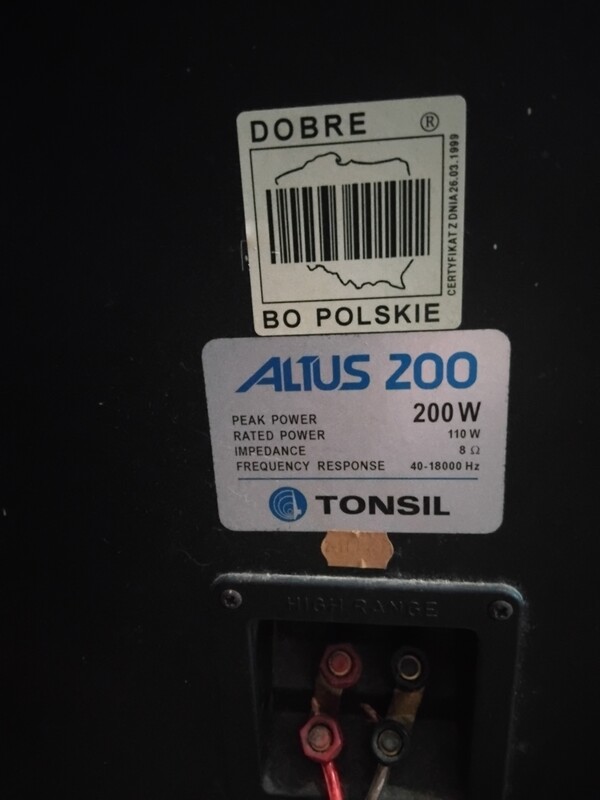 DOBRE ®
CERTYFIKAT Z DNIA 26.03.1999
BO POLSKIE
ALTUS 200
PEAK POWER 200 W
RATED POWER 110 W
IMPEDANCE 8 Ω
FREQUENCY RESPONSE 40-18000 Hz
TONSIL
HIGH RANGE